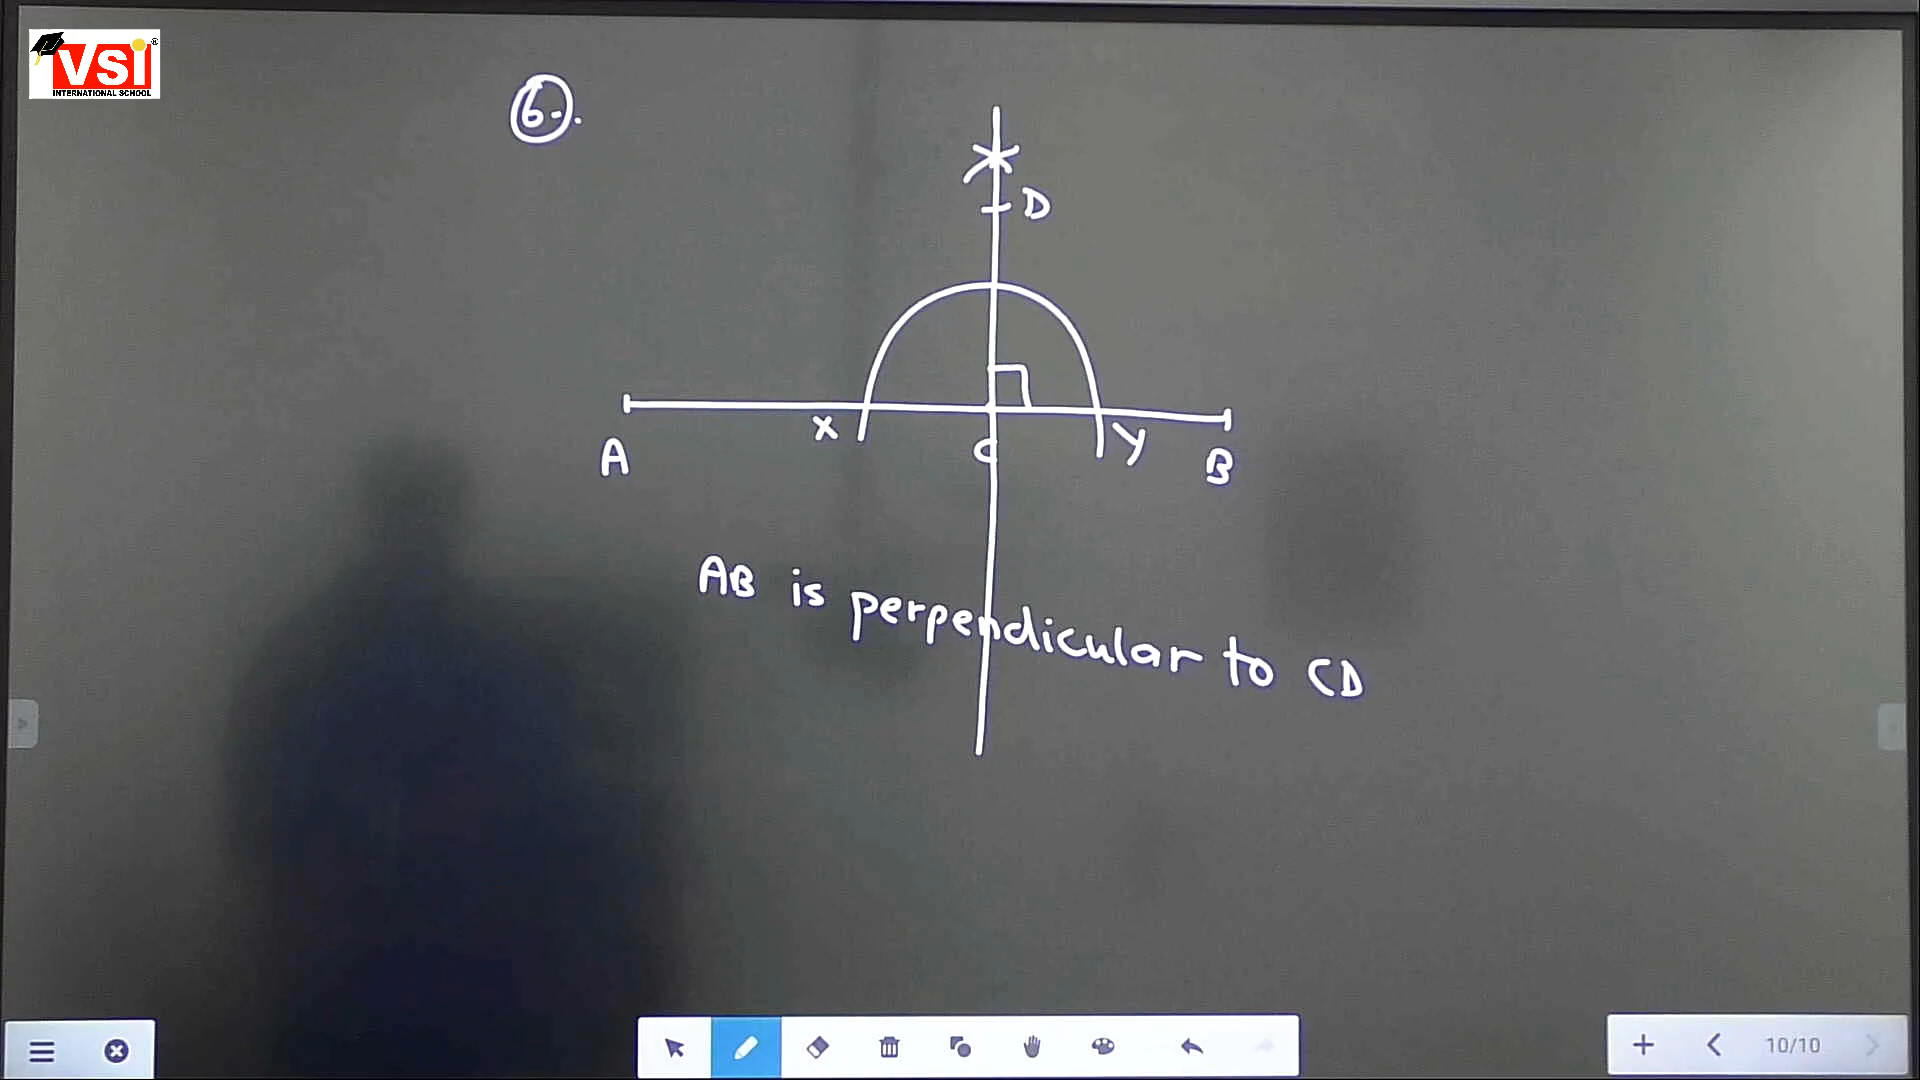 VSI
INTERNATIONAL SCHOOL
6.
D
X
C
Y
A
B
AB is perpendicular to CD
10/10